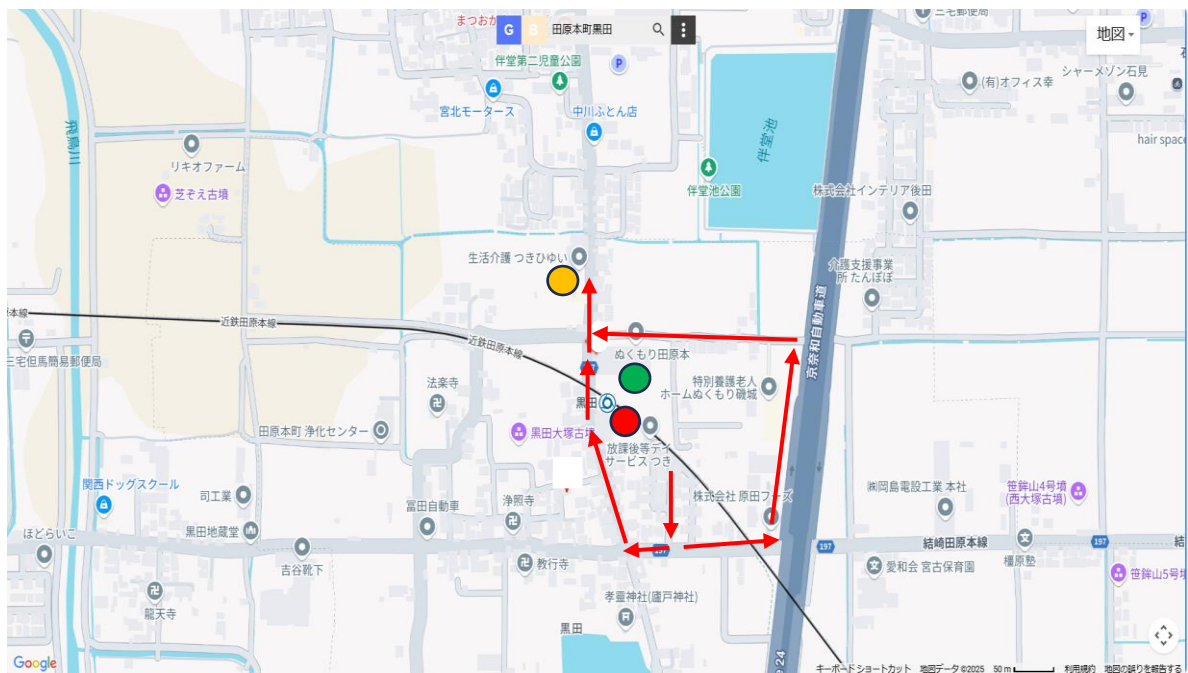 まつおか
三宅郵便局
P
G B 田原本町黒田
地図
伴堂第二児童公園
P
(有)オフィス幸
シャーメゾン石見
宮北モータース
中川ふとん店
飛鳥川
伴堂池
hair space
リキオファーム
芝ぞえ古墳
伴堂池公園
株式会社インテリア後田
生活介護 つきひゆい
介護支援事業
所 たんぽぽ
本線
近鉄田原本線
近鉄田原本線
京奈和自動車道
三宅但馬簡易郵便局
ぬくもり田原本
197
法楽寺
特別養護老人
ホームぬくもり磯城
黒田
田原本町 浄化センター
黒田大塚古墳
放課後等デイ
サービス つき
関西ドッグスクール
司工業
冨田自動車
浄照寺
株式会社 原田フーズ
㈱岡島電設工業 本社
笹鉾山4号墳
(西大塚古墳)
ほどらいこ
黒田地蔵堂
吉谷靴下
教行寺
197
197
結崎田原本線
197
結
愛和会 宮古保育園
橿原塾
笹鉾山5号墳
龍天寺
孝霊神社(廬戸神社)
黒田
24
Google
キーボード ショートカット
地図データ ©2025
50 m
利用規約
地図の誤りを報告する